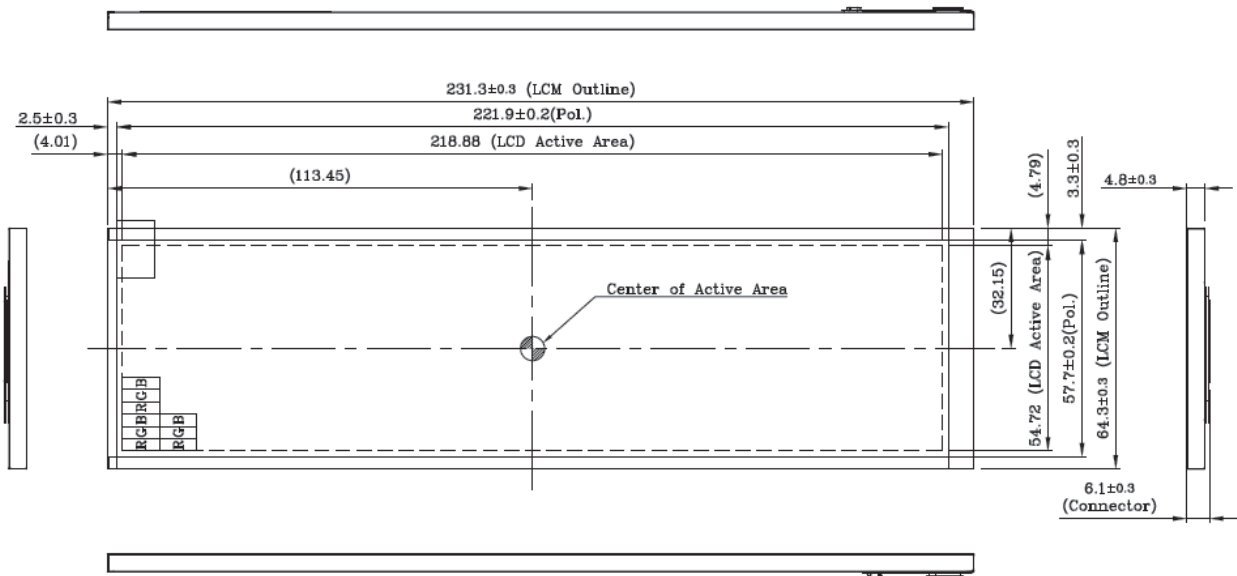 231.3±0.3 (LCM Outline)
2.5±0.3
221.9±0.2(Pol.)
(4.01)
218.88 (LCD Active Area)
(113.45)
(4.79)
3.3±0.3
4.8±0.3
Center of Active Area
(32.15)
54.72 (LCD Active Area)
57.7±0.2(Pol.)
64.3±0.3 (LCM Outline)
RGBRGB
RGBRGB
6.1±0.3
(Connector)